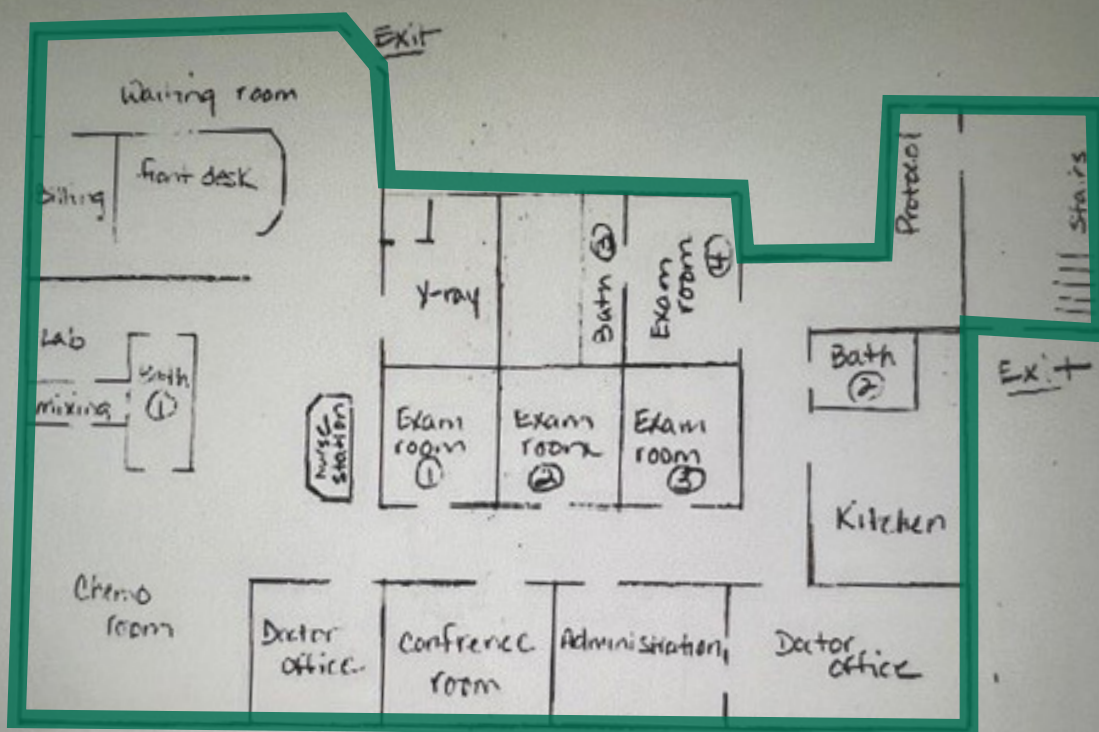 Exit
Waiting room
Billing
front desk
Protocol
Stairs
X-ray
Bath ③
Exam
room ④
Lab
mixing
Bath
①
nurse
station
Exam
room
①
Exam
room
②
Exam
room
③
Bath
②
Exit
Kitchen
Chemo
room
Doctor
office
Confrence
room
Administration
Doctor
office